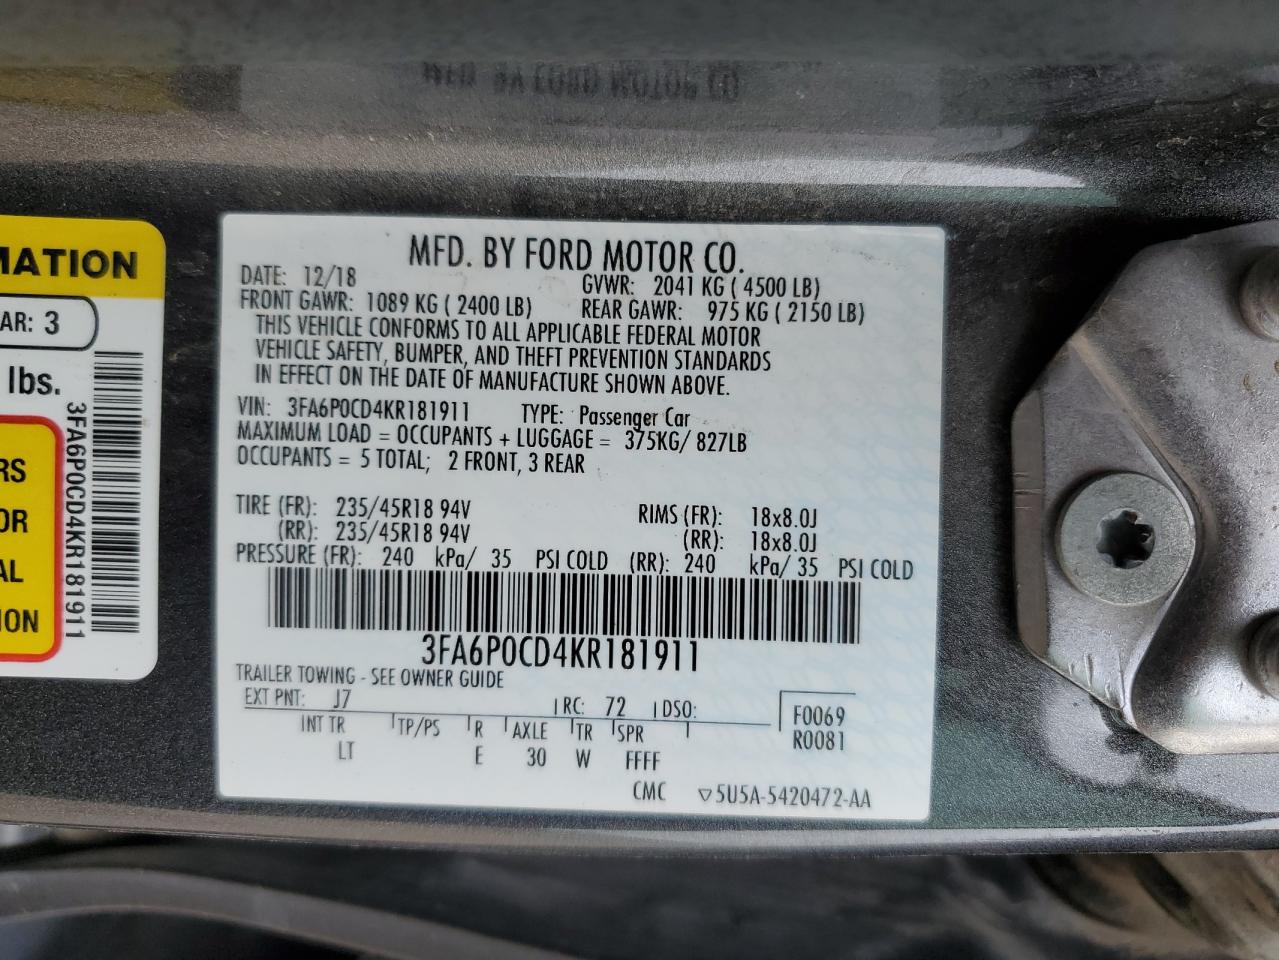 MFD. BY FORD MOTOR CO.
MATION
AR: 3
lbs.
3FA6P0CD4KR181911
RS
OR
AL
ION
MFD. BY FORD MOTOR CO.
DATE: 12/18 GVWR: 2041 KG ( 4500 LB)
FRONT GAWR: 1089 KG ( 2400 LB) REAR GAWR: 975 KG ( 2150 LB)
THIS VEHICLE CONFORMS TO ALL APPLICABLE FEDERAL MOTOR
VEHICLE SAFETY, BUMPER, AND THEFT PREVENTION STANDARDS
IN EFFECT ON THE DATE OF MANUFACTURE SHOWN ABOVE.
VIN: 3FA6P0CD4KR181911 TYPE: Passenger Car
MAXIMUM LOAD = OCCUPANTS + LUGGAGE = 375KG/ 827LB
OCCUPANTS = 5 TOTAL; 2 FRONT, 3 REAR
TIRE (FR): 235/45R18 94V RIMS (FR): 18x8.0J
(RR): 235/45R18 94V (RR): 18x8.0J
PRESSURE (FR): 240 kPa/ 35 PSI COLD (RR): 240 kPa/ 35 PSI COLD
3FA6P0CD4KR181911
TRAILER TOWING - SEE OWNER GUIDE
EXT PNT: J7 RC: 72 DSO: F0069
INT TR TP/PS R AXLE TR SPR R0081
LT E 30 W FFFF
CMC ▽5U5A-5420472-AA